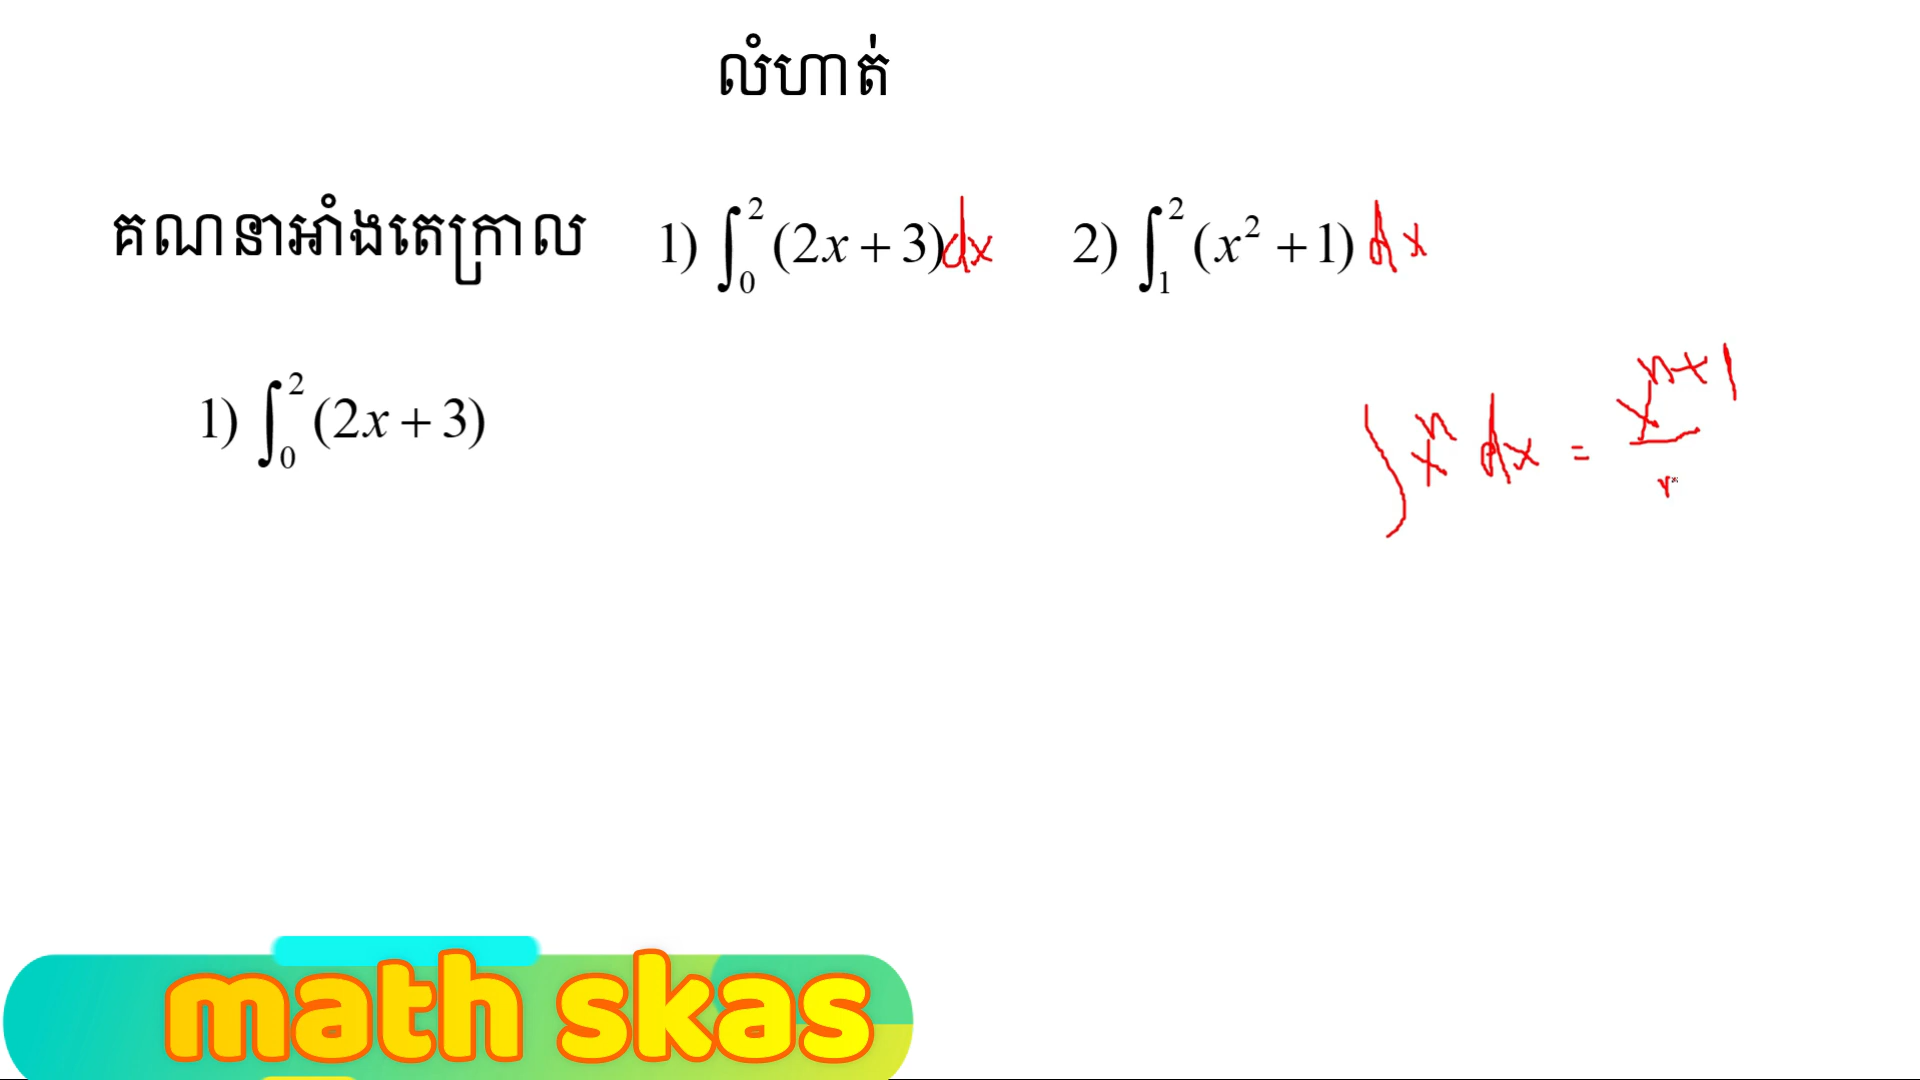 លំហាត់
គណនាអាំងតេក្រាល 1) ∫₀² (2x + 3)dx 2) ∫₁² (x² + 1) dx
1) ∫₀² (2x + 3)
∫ xⁿ dx = xⁿ⁺¹/
math skas